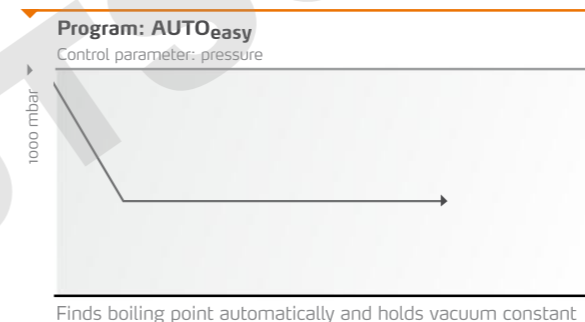 Program: AUTOeasy
Control parameter: pressure
1000 mbar
Finds boiling point automatically and holds vacuum constant